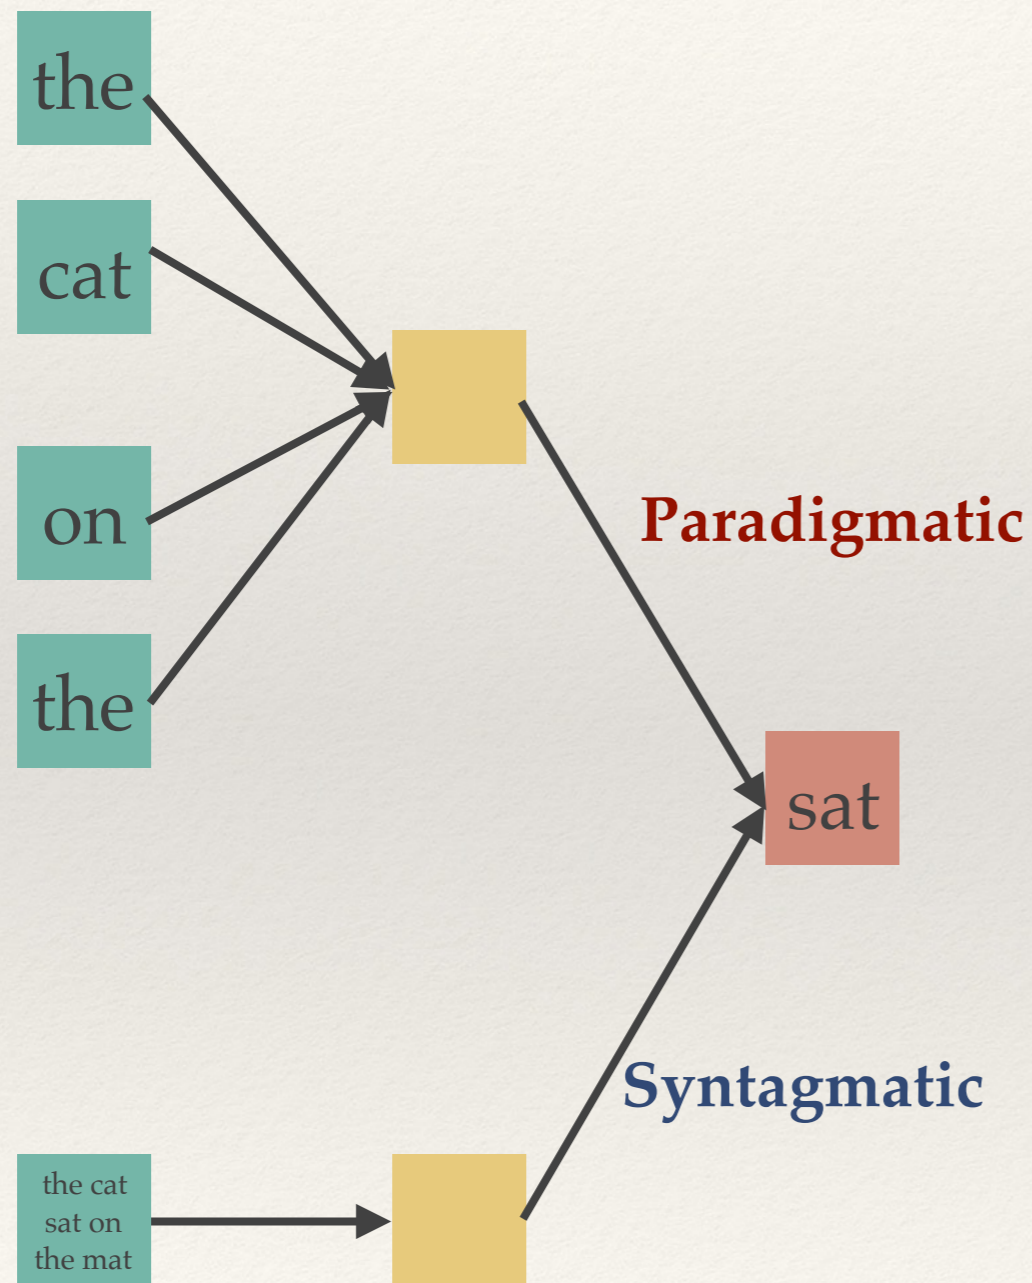 the
cat
on
Paradigmatic
the
sat
Syntagmatic
the cat
sat on
the mat